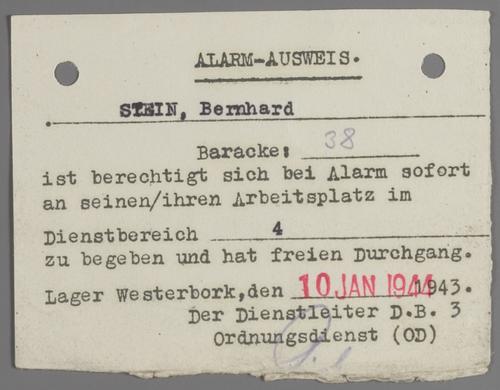 ALARM-AUSWEIS.
STEIN, Bernhard
Baracke: 38
ist berechtigt sich bei Alarm sofort
an seinen/ihren Arbeitsplatz im
Dienstbereich 4
zu begeben und hat freien Durchgang.
Lager Westerbork,den 10 JAN 1944 1943.
Der Dienstleiter D.B. 3
Ordnungsdienst (OD)